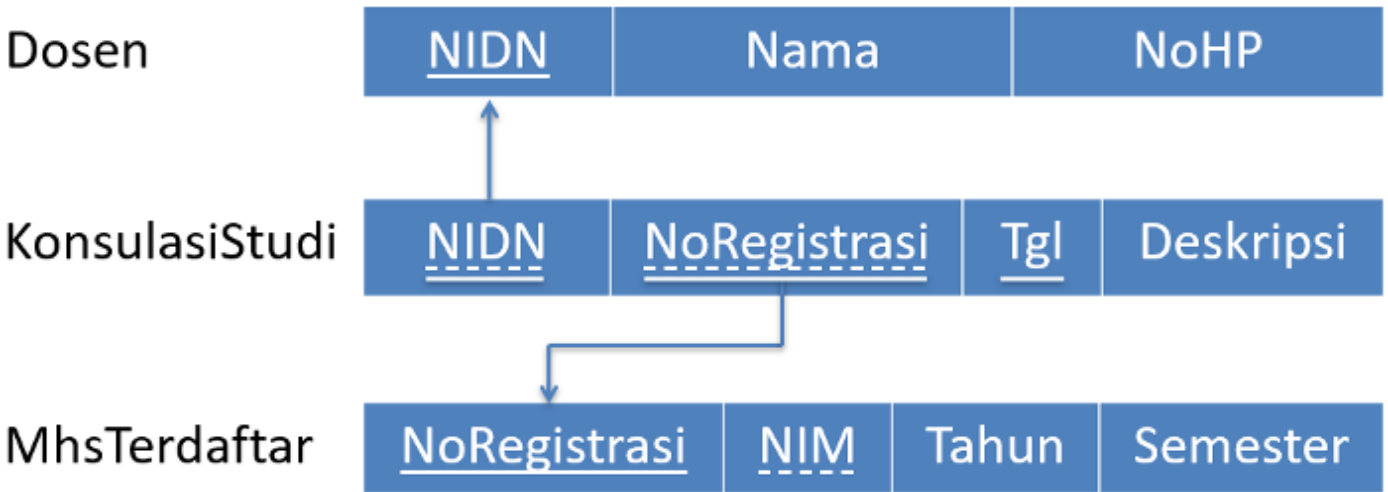 Dosen NIDN Nama NoHP
KonsulasiStudi NIDN NoRegistrasi Tgl Deskripsi
MhsTerdaftar NoRegistrasi NIM Tahun Semester